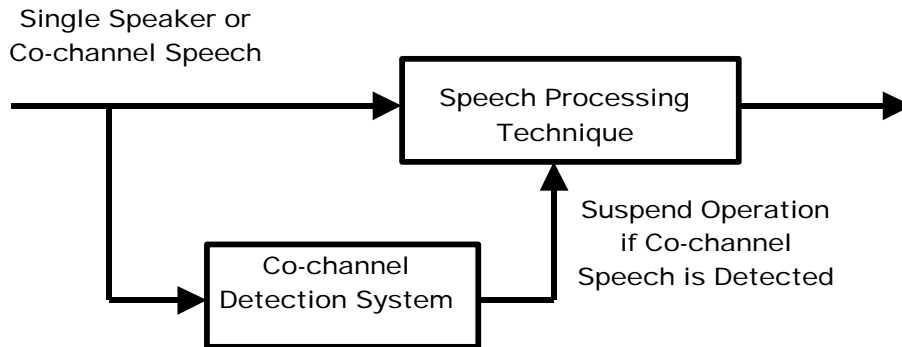 Single Speaker or
Co-channel Speech
Speech Processing
Technique
Suspend Operation
if Co-channel
Speech is Detected
Co-channel
Detection System